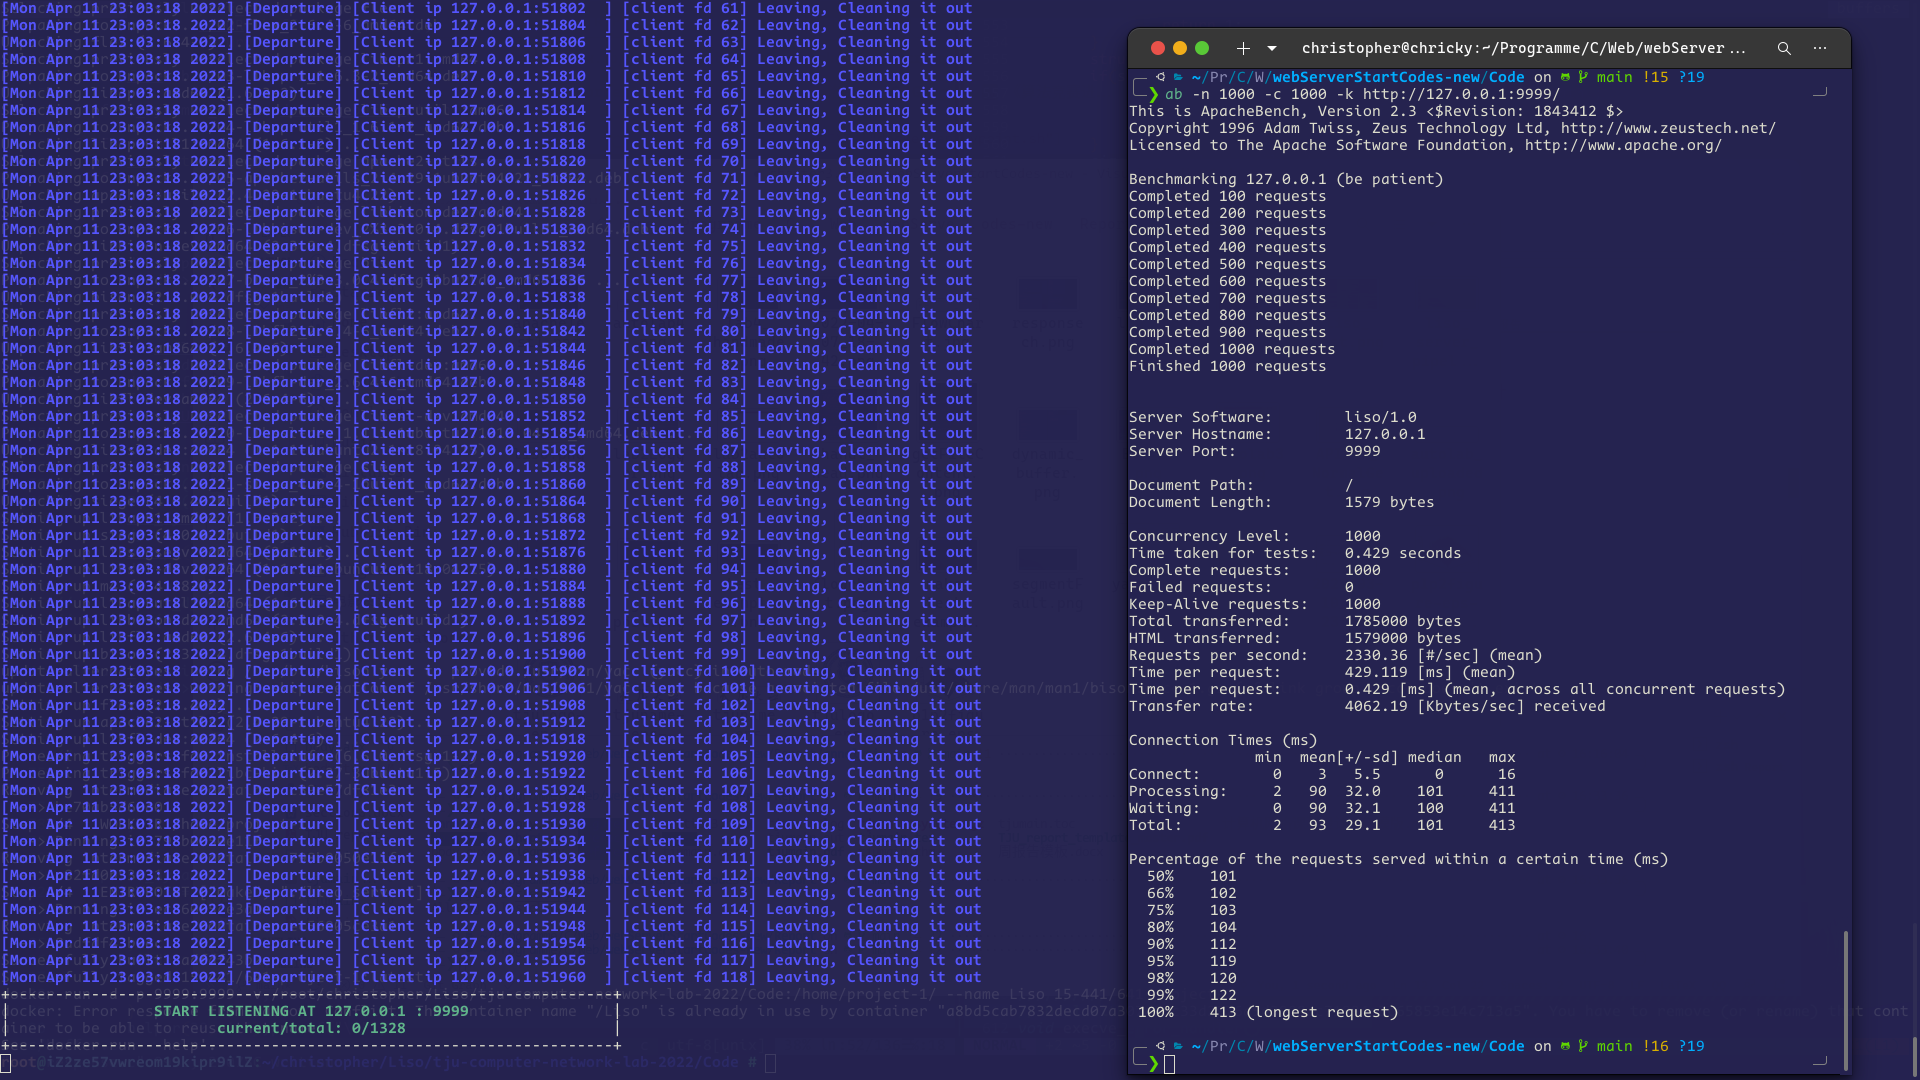 [Mon Apr 11 23:03:18 2022] [Departure] [Client ip 127.0.0.1:51802  ] [client fd 61] Leaving, Cleaning it out
[Mon Apr 11 23:03:18 2022] [Departure] [Client ip 127.0.0.1:51804  ] [client fd 62] Leaving, Cleaning it out
[Mon Apr 11 23:03:18 2022] [Departure] [Client ip 127.0.0.1:51806  ] [client fd 63] Leaving, Cleaning it out
[Mon Apr 11 23:03:18 2022] [Departure] [Client ip 127.0.0.1:51808  ] [client fd 64] Leaving, Cleaning it out
[Mon Apr 11 23:03:18 2022] [Departure] [Client ip 127.0.0.1:51810  ] [client fd 65] Leaving, Cleaning it out
[Mon Apr 11 23:03:18 2022] [Departure] [Client ip 127.0.0.1:51812  ] [client fd 66] Leaving, Cleaning it out
[Mon Apr 11 23:03:18 2022] [Departure] [Client ip 127.0.0.1:51814  ] [client fd 67] Leaving, Cleaning it out
[Mon Apr 11 23:03:18 2022] [Departure] [Client ip 127.0.0.1:51816  ] [client fd 68] Leaving, Cleaning it out
[Mon Apr 11 23:03:18 2022] [Departure] [Client ip 127.0.0.1:51818  ] [client fd 69] Leaving, Cleaning it out
[Mon Apr 11 23:03:18 2022] [Departure] [Client ip 127.0.0.1:51820  ] [client fd 70] Leaving, Cleaning it out
[Mon Apr 11 23:03:18 2022] [Departure] [Client ip 127.0.0.1:51822  ] [client fd 71] Leaving, Cleaning it out
[Mon Apr 11 23:03:18 2022] [Departure] [Client ip 127.0.0.1:51826  ] [client fd 72] Leaving, Cleaning it out
[Mon Apr 11 23:03:18 2022] [Departure] [Client ip 127.0.0.1:51828  ] [client fd 73] Leaving, Cleaning it out
[Mon Apr 11 23:03:18 2022] [Departure] [Client ip 127.0.0.1:51830  ] [client fd 74] Leaving, Cleaning it out
[Mon Apr 11 23:03:18 2022] [Departure] [Client ip 127.0.0.1:51832  ] [client fd 75] Leaving, Cleaning it out
[Mon Apr 11 23:03:18 2022] [Departure] [Client ip 127.0.0.1:51834  ] [client fd 76] Leaving, Cleaning it out
[Mon Apr 11 23:03:18 2022] [Departure] [Client ip 127.0.0.1:51836  ] [client fd 77] Leaving, Cleaning it out
[Mon Apr 11 23:03:18 2022] [Departure] [Client ip 127.0.0.1:51838  ] [client fd 78] Leaving, Cleaning it out
[Mon Apr 11 23:03:18 2022] [Departure] [Client ip 127.0.0.1:51840  ] [client fd 79] Leaving, Cleaning it out
[Mon Apr 11 23:03:18 2022] [Departure] [Client ip 127.0.0.1:51842  ] [client fd 80] Leaving, Cleaning it out
[Mon Apr 11 23:03:18 2022] [Departure] [Client ip 127.0.0.1:51844  ] [client fd 81] Leaving, Cleaning it out
[Mon Apr 11 23:03:18 2022] [Departure] [Client ip 127.0.0.1:51846  ] [client fd 82] Leaving, Cleaning it out
[Mon Apr 11 23:03:18 2022] [Departure] [Client ip 127.0.0.1:51848  ] [client fd 83] Leaving, Cleaning it out
[Mon Apr 11 23:03:18 2022] [Departure] [Client ip 127.0.0.1:51850  ] [client fd 84] Leaving, Cleaning it out
[Mon Apr 11 23:03:18 2022] [Departure] [Client ip 127.0.0.1:51852  ] [client fd 85] Leaving, Cleaning it out
[Mon Apr 11 23:03:18 2022] [Departure] [Client ip 127.0.0.1:51854  ] [client fd 86] Leaving, Cleaning it out
[Mon Apr 11 23:03:18 2022] [Departure] [Client ip 127.0.0.1:51856  ] [client fd 87] Leaving, Cleaning it out
[Mon Apr 11 23:03:18 2022] [Departure] [Client ip 127.0.0.1:51858  ] [client fd 88] Leaving, Cleaning it out
[Mon Apr 11 23:03:18 2022] [Departure] [Client ip 127.0.0.1:51860  ] [client fd 89] Leaving, Cleaning it out
[Mon Apr 11 23:03:18 2022] [Departure] [Client ip 127.0.0.1:51864  ] [client fd 90] Leaving, Cleaning it out
[Mon Apr 11 23:03:18 2022] [Departure] [Client ip 127.0.0.1:51868  ] [client fd 91] Leaving, Cleaning it out
[Mon Apr 11 23:03:18 2022] [Departure] [Client ip 127.0.0.1:51872  ] [client fd 92] Leaving, Cleaning it out
[Mon Apr 11 23:03:18 2022] [Departure] [Client ip 127.0.0.1:51876  ] [client fd 93] Leaving, Cleaning it out
[Mon Apr 11 23:03:18 2022] [Departure] [Client ip 127.0.0.1:51880  ] [client fd 94] Leaving, Cleaning it out
[Mon Apr 11 23:03:18 2022] [Departure] [Client ip 127.0.0.1:51884  ] [client fd 95] Leaving, Cleaning it out
[Mon Apr 11 23:03:18 2022] [Departure] [Client ip 127.0.0.1:51888  ] [client fd 96] Leaving, Cleaning it out
[Mon Apr 11 23:03:18 2022] [Departure] [Client ip 127.0.0.1:51892  ] [client fd 97] Leaving, Cleaning it out
[Mon Apr 11 23:03:18 2022] [Departure] [Client ip 127.0.0.1:51896  ] [client fd 98] Leaving, Cleaning it out
[Mon Apr 11 23:03:18 2022] [Departure] [Client ip 127.0.0.1:51900  ] [client fd 99] Leaving, Cleaning it out
[Mon Apr 11 23:03:18 2022] [Departure] [Client ip 127.0.0.1:51902  ] [client fd 100] Leaving, Cleaning it out
[Mon Apr 11 23:03:18 2022] [Departure] [Client ip 127.0.0.1:51906  ] [client fd 101] Leaving, Cleaning it out
[Mon Apr 11 23:03:18 2022] [Departure] [Client ip 127.0.0.1:51908  ] [client fd 102] Leaving, Cleaning it out
[Mon Apr 11 23:03:18 2022] [Departure] [Client ip 127.0.0.1:51912  ] [client fd 103] Leaving, Cleaning it out
[Mon Apr 11 23:03:18 2022] [Departure] [Client ip 127.0.0.1:51918  ] [client fd 104] Leaving, Cleaning it out
[Mon Apr 11 23:03:18 2022] [Departure] [Client ip 127.0.0.1:51920  ] [client fd 105] Leaving, Cleaning it out
[Mon Apr 11 23:03:18 2022] [Departure] [Client ip 127.0.0.1:51922  ] [client fd 106] Leaving, Cleaning it out
[Mon Apr 11 23:03:18 2022] [Departure] [Client ip 127.0.0.1:51924  ] [client fd 107] Leaving, Cleaning it out
[Mon Apr 11 23:03:18 2022] [Departure] [Client ip 127.0.0.1:51928  ] [client fd 108] Leaving, Cleaning it out
[Mon Apr 11 23:03:18 2022] [Departure] [Client ip 127.0.0.1:51930  ] [client fd 109] Leaving, Cleaning it out
[Mon Apr 11 23:03:18 2022] [Departure] [Client ip 127.0.0.1:51934  ] [client fd 110] Leaving, Cleaning it out
[Mon Apr 11 23:03:18 2022] [Departure] [Client ip 127.0.0.1:51936  ] [client fd 111] Leaving, Cleaning it out
[Mon Apr 11 23:03:18 2022] [Departure] [Client ip 127.0.0.1:51938  ] [client fd 112] Leaving, Cleaning it out
[Mon Apr 11 23:03:18 2022] [Departure] [Client ip 127.0.0.1:51942  ] [client fd 113] Leaving, Cleaning it out
[Mon Apr 11 23:03:18 2022] [Departure] [Client ip 127.0.0.1:51944  ] [client fd 114] Leaving, Cleaning it out
[Mon Apr 11 23:03:18 2022] [Departure] [Client ip 127.0.0.1:51948  ] [client fd 115] Leaving, Cleaning it out
[Mon Apr 11 23:03:18 2022] [Departure] [Client ip 127.0.0.1:51954  ] [client fd 116] Leaving, Cleaning it out
[Mon Apr 11 23:03:18 2022] [Departure] [Client ip 127.0.0.1:51956  ] [client fd 117] Leaving, Cleaning it out
[Mon Apr 11 23:03:18 2022] [Departure] [Client ip 127.0.0.1:51960  ] [client fd 118] Leaving, Cleaning it out
+-------------------------------------------------------------------+
|                START LISTENING AT 127.0.0.1 : 9999                |
|                       current/total: 0/1328                       |
+-------------------------------------------------------------------+
root@iZ2ze57vwreom19kipr9ilZ:~/christopher/Liso/tju-computer-network-lab-2022/Code #
christopher@chricky:~/Programme/C/Web/webServer ...
~/Pr/C/W/webServerStartCodes-new/Code on main !15 ?19
❯ ab -n 1000 -c 1000 -k http://127.0.0.1:9999/
This is ApacheBench, Version 2.3 <$Revision: 1843412 $>
Copyright 1996 Adam Twiss, Zeus Technology Ltd, http://www.zeustech.net/
Licensed to The Apache Software Foundation, http://www.apache.org/
Benchmarking 127.0.0.1 (be patient)
Completed 100 requests
Completed 200 requests
Completed 300 requests
Completed 400 requests
Completed 500 requests
Completed 600 requests
Completed 700 requests
Completed 800 requests
Completed 900 requests
Completed 1000 requests
Finished 1000 requests
Server Software:        liso/1.0
Server Hostname:        127.0.0.1
Server Port:            9999
Document Path:          /
Document Length:        1579 bytes
Concurrency Level:      1000
Time taken for tests:   0.429 seconds
Complete requests:      1000
Failed requests:        0
Keep-Alive requests:    1000
Total transferred:      1785000 bytes
HTML transferred:       1579000 bytes
Requests per second:    2330.36 [#/sec] (mean)
Time per request:       429.119 [ms] (mean)
Time per request:       0.429 [ms] (mean, across all concurrent requests)
Transfer rate:          4062.19 [Kbytes/sec] received
Connection Times (ms)
              min  mean[+/-sd] median   max
Connect:        0    3   5.5      0      16
Processing:     2   90  32.0    101     411
Waiting:        0   90  32.1    100     411
Total:          2   93  29.1    101     413
Percentage of the requests served within a certain time (ms)
  50%    101
  66%    102
  75%    103
  80%    104
  90%    112
  95%    119
  98%    120
  99%    122
 100%    413 (longest request)
~/Pr/C/W/webServerStartCodes-new/Code on main !16 ?19
❯